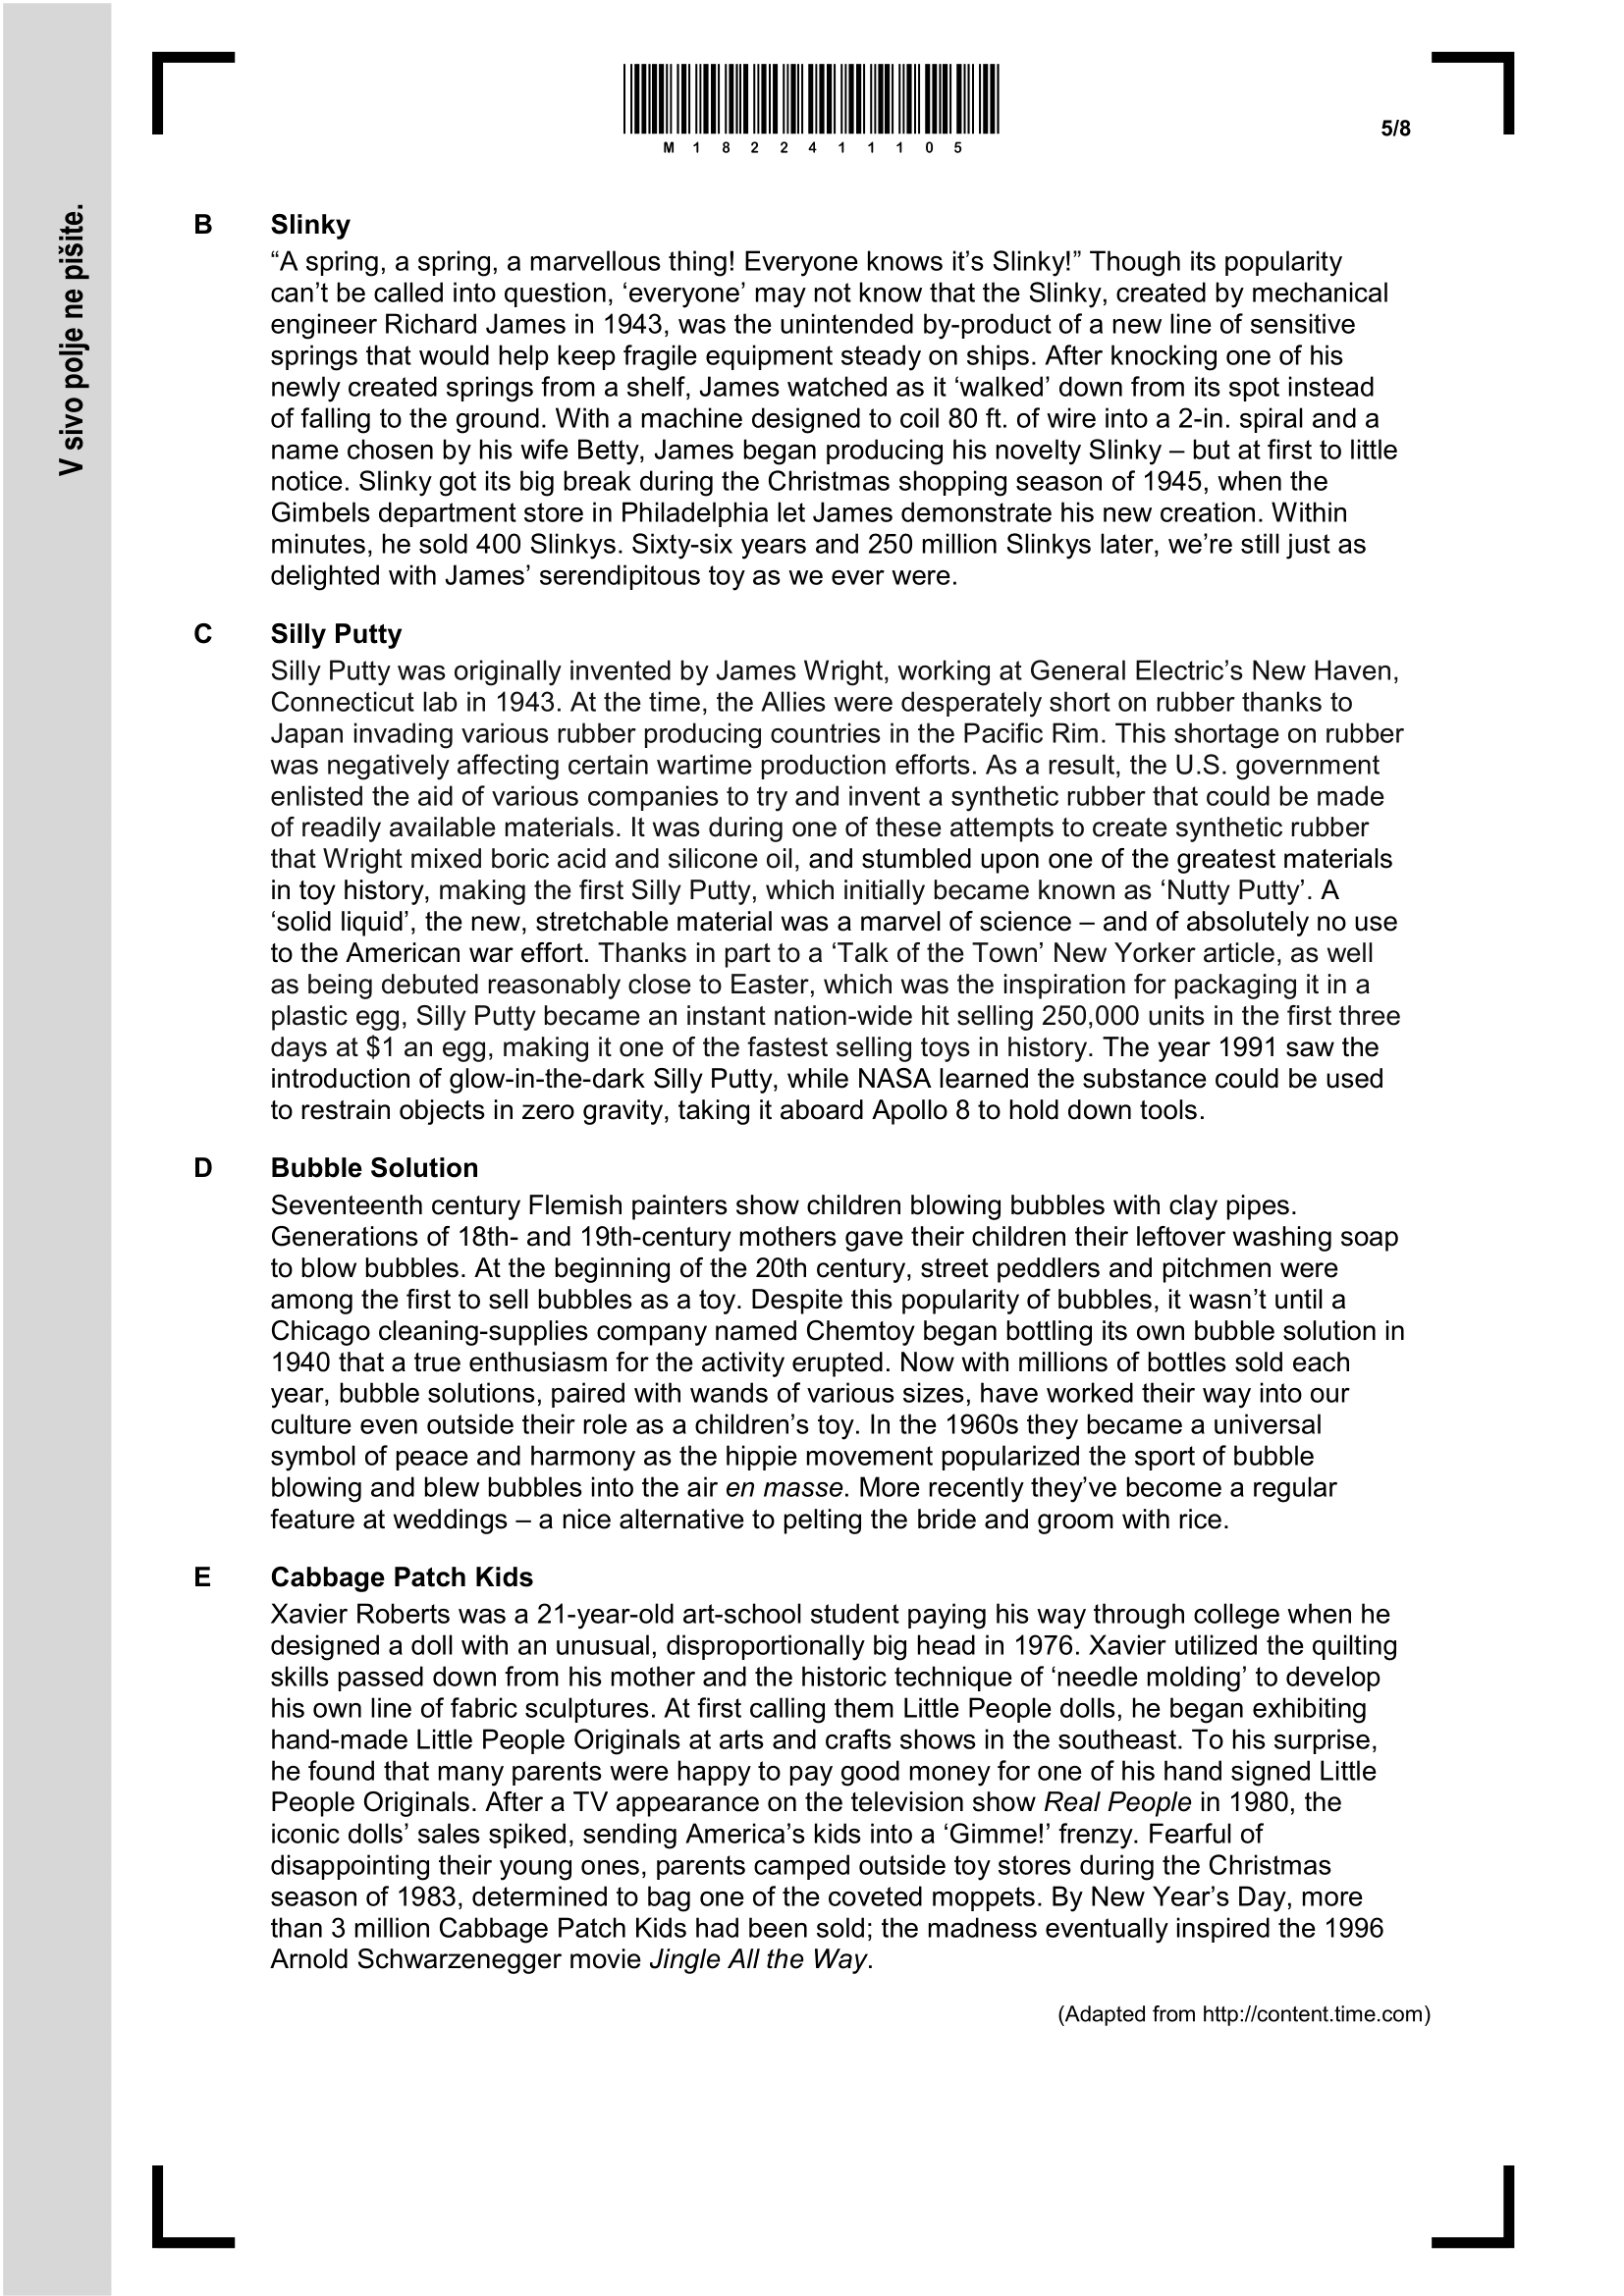 M 1 8 2 2 4 1 1 1 0 5
5/8
V sivo polje ne pišite.
B Slinky
“A spring, a spring, a marvellous thing! Everyone knows it’s Slinky!” Though its popularity
can’t be called into question, ‘everyone’ may not know that the Slinky, created by mechanical
engineer Richard James in 1943, was the unintended by-product of a new line of sensitive
springs that would help keep fragile equipment steady on ships. After knocking one of his
newly created springs from a shelf, James watched as it ‘walked’ down from its spot instead
of falling to the ground. With a machine designed to coil 80 ft. of wire into a 2-in. spiral and a
name chosen by his wife Betty, James began producing his novelty Slinky – but at first to little
notice. Slinky got its big break during the Christmas shopping season of 1945, when the
Gimbels department store in Philadelphia let James demonstrate his new creation. Within
minutes, he sold 400 Slinkys. Sixty-six years and 250 million Slinkys later, we’re still just as
delighted with James’ serendipitous toy as we ever were.
C Silly Putty
Silly Putty was originally invented by James Wright, working at General Electric’s New Haven,
Connecticut lab in 1943. At the time, the Allies were desperately short on rubber thanks to
Japan invading various rubber producing countries in the Pacific Rim. This shortage on rubber
was negatively affecting certain wartime production efforts. As a result, the U.S. government
enlisted the aid of various companies to try and invent a synthetic rubber that could be made
of readily available materials. It was during one of these attempts to create synthetic rubber
that Wright mixed boric acid and silicone oil, and stumbled upon one of the greatest materials
in toy history, making the first Silly Putty, which initially became known as ‘Nutty Putty’. A
‘solid liquid’, the new, stretchable material was a marvel of science – and of absolutely no use
to the American war effort. Thanks in part to a ‘Talk of the Town’ New Yorker article, as well
as being debuted reasonably close to Easter, which was the inspiration for packaging it in a
plastic egg, Silly Putty became an instant nation-wide hit selling 250,000 units in the first three
days at $1 an egg, making it one of the fastest selling toys in history. The year 1991 saw the
introduction of glow-in-the-dark Silly Putty, while NASA learned the substance could be used
to restrain objects in zero gravity, taking it aboard Apollo 8 to hold down tools.
D Bubble Solution
Seventeenth century Flemish painters show children blowing bubbles with clay pipes.
Generations of 18th- and 19th-century mothers gave their children their leftover washing soap
to blow bubbles. At the beginning of the 20th century, street peddlers and pitchmen were
among the first to sell bubbles as a toy. Despite this popularity of bubbles, it wasn’t until a
Chicago cleaning-supplies company named Chemtoy began bottling its own bubble solution in
1940 that a true enthusiasm for the activity erupted. Now with millions of bottles sold each
year, bubble solutions, paired with wands of various sizes, have worked their way into our
culture even outside their role as a children’s toy. In the 1960s they became a universal
symbol of peace and harmony as the hippie movement popularized the sport of bubble
blowing and blew bubbles into the air en masse. More recently they’ve become a regular
feature at weddings – a nice alternative to pelting the bride and groom with rice.
E Cabbage Patch Kids
Xavier Roberts was a 21-year-old art-school student paying his way through college when he
designed a doll with an unusual, disproportionally big head in 1976. Xavier utilized the quilting
skills passed down from his mother and the historic technique of ‘needle molding’ to develop
his own line of fabric sculptures. At first calling them Little People dolls, he began exhibiting
hand-made Little People Originals at arts and crafts shows in the southeast. To his surprise,
he found that many parents were happy to pay good money for one of his hand signed Little
People Originals. After a TV appearance on the television show Real People in 1980, the
iconic dolls’ sales spiked, sending America’s kids into a ‘Gimme!’ frenzy. Fearful of
disappointing their young ones, parents camped outside toy stores during the Christmas
season of 1983, determined to bag one of the coveted moppets. By New Year’s Day, more
than 3 million Cabbage Patch Kids had been sold; the madness eventually inspired the 1996
Arnold Schwarzenegger movie Jingle All the Way.
(Adapted from http://content.time.com)